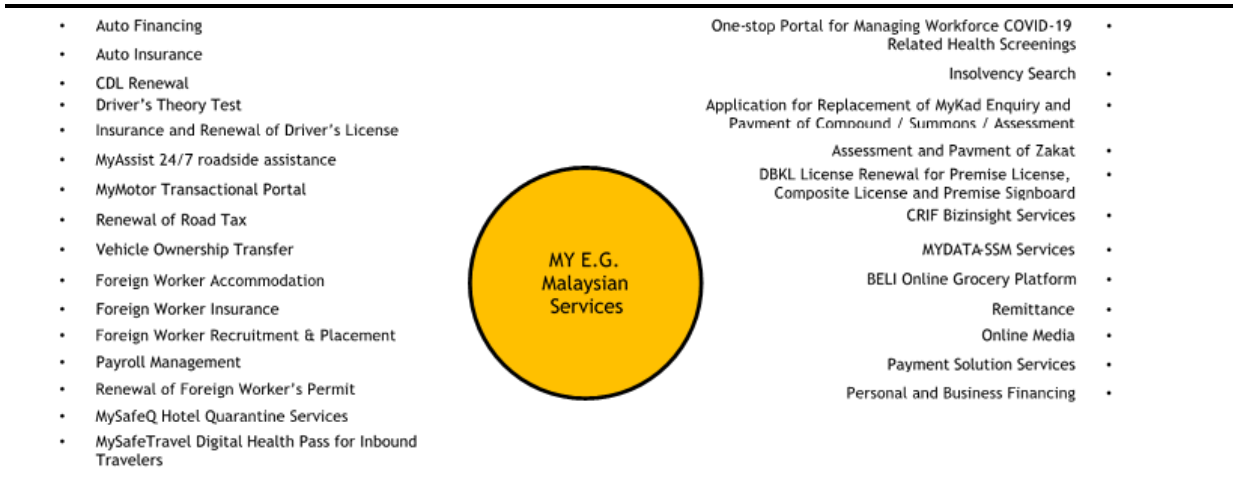 • Auto Financing
• Auto Insurance
• CDL Renewal
• Driver's Theory Test
• Insurance and Renewal of Driver's License
• MyAssist 24/7 roadside assistance
• MyMotor Transactional Portal
• Renewal of Road Tax
• Vehicle Ownership Transfer
• Foreign Worker Accommodation
• Foreign Worker Insurance
• Foreign Worker Recruitment & Placement
• Payroll Management
• Renewal of Foreign Worker's Permit
• MySafeQ Hotel Quarantine Services
• MySafeTravel Digital Health Pass for Inbound
Travelers
MY E.G.
Malaysian
Services
One-stop Portal for Managing Workforce COVID-19 •
Related Health Screenings
Insolvency Search •
Application for Replacement of MyKad Enquiry and •
Payment of Compound / Summons / Assessment
Assessment and Payment of Zakat •
DBKL License Renewal for Premise License, •
Composite License and Premise Signboard
CRIF Bizinsight Services •
MYDATA-SSM Services •
BELI Online Grocery Platform •
Remittance •
Online Media •
Payment Solution Services •
Personal and Business Financing •